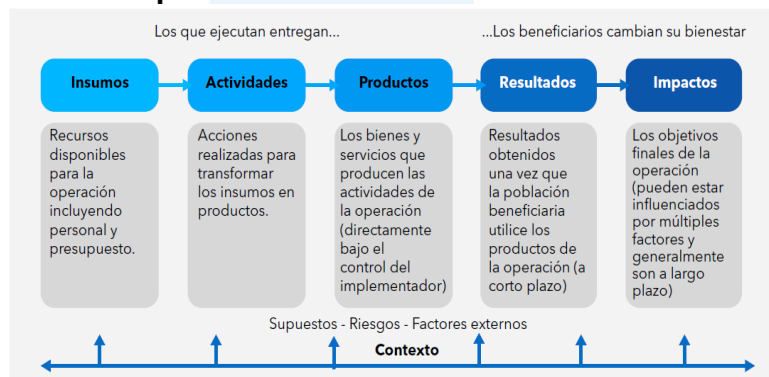 Los que ejecutan entregan...
...Los beneficiarios cambian su bienestar
Insumos
Actividades
Productos
Resultados
Impactos
Recursos
disponibles
para la
operación
incluyendo
personal y
presupuesto.
Acciones
realizadas para
transformar
los insumos en
productos.
Los bienes y
servicios que
producen las
actividades de
la operación
(directamente
bajo el
control del
implementador)
Resultados
obtenidos
una vez que
la población
beneficiaria
utilice los
productos de
la operación (a
corto plazo)
Los objetivos
finales de la
operación
(pueden estar
influenciados
por múltiples
factores y
generalmente
son a largo
plazo)
Supuestos - Riesgos - Factores externos
Contexto